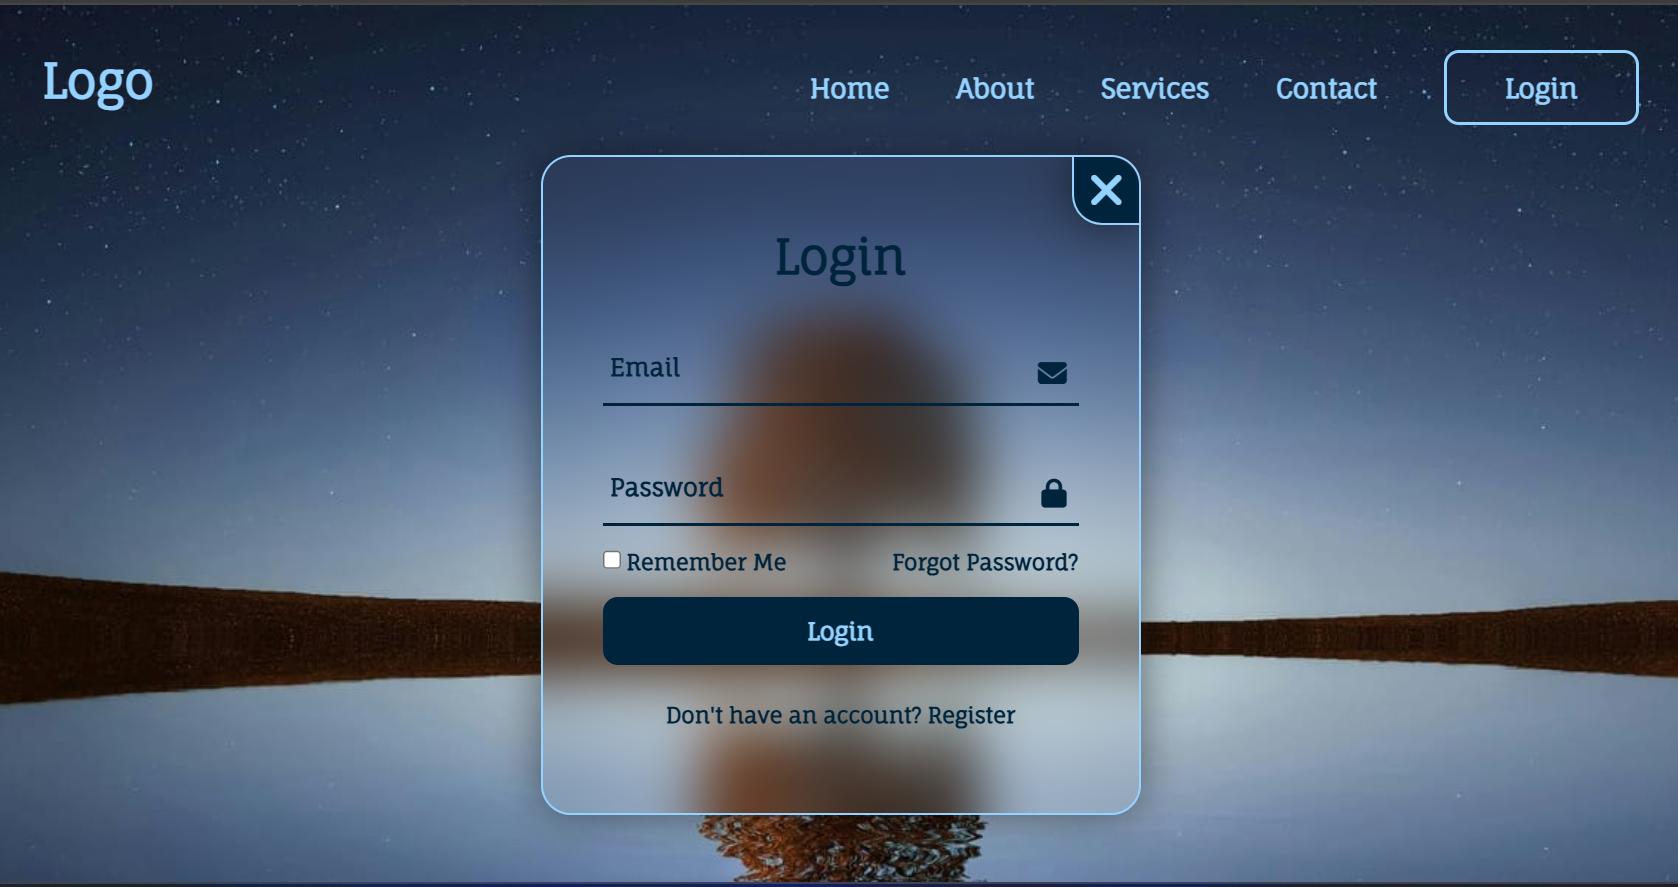 Logo
Home About Services Contact Login
Login
Email
Password
Remember Me Forgot Password?
Login
Don't have an account? Register